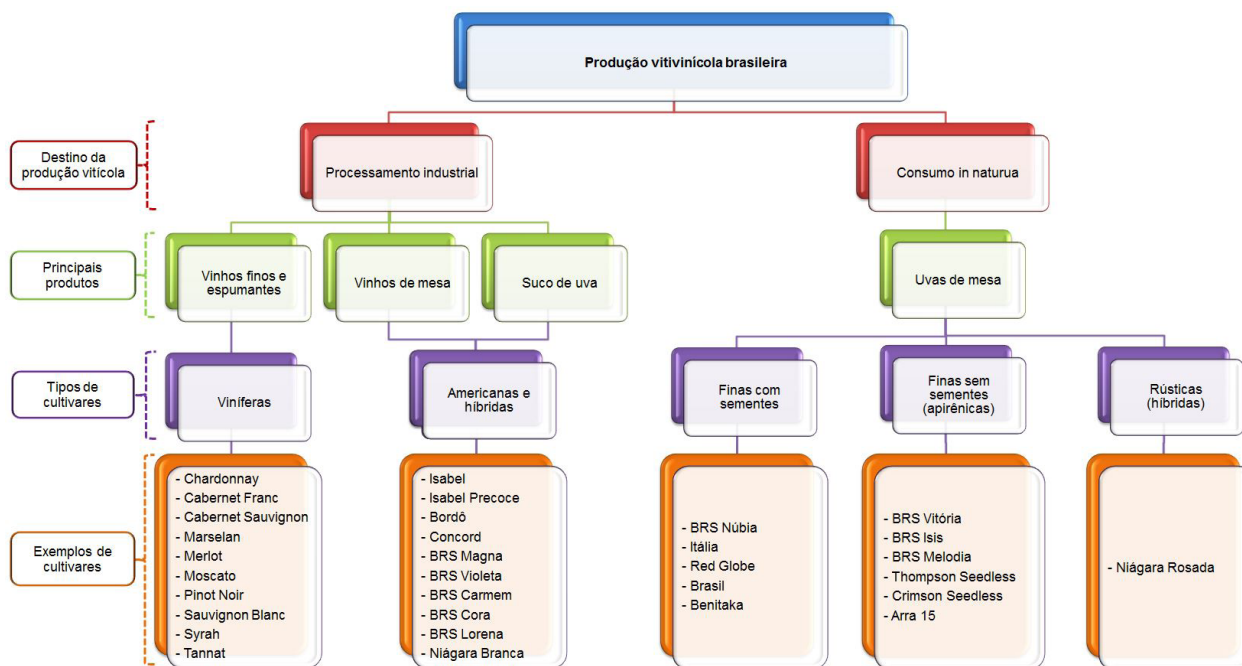 Produção vitivinícola brasileira
Destino da
produção vitícola
Processamento industrial
Consumo in naturua
Principais
produtos
Vinhos finos e
espumantes
Vinhos de mesa
Suco de uva
Uvas de mesa
Tipos de
cultivares
Viníferas
Americanas e
híbridas
Finas com
sementes
Finas sem
sementes
(apirênicas)
Rústicas
(híbridas)
Exemplos de
cultivares
- Chardonnay
- Cabernet Franc
- Cabernet Sauvignon
- Marselan
- Merlot
- Moscato
- Pinot Noir
- Sauvignon Blanc
- Syrah
- Tannat
- Isabel
- Isabel Precoce
- Bordô
- Concord
- BRS Magna
- BRS Violeta
- BRS Carmem
- BRS Cora
- BRS Lorena
- Niágara Branca
- BRS Núbia
- Itália
- Red Globe
- Brasil
- Benitaka
- BRS Vitória
- BRS Isis
- BRS Melodia
- Thompson Seedless
- Crimson Seedless
- Arra 15
- Niágara Rosada